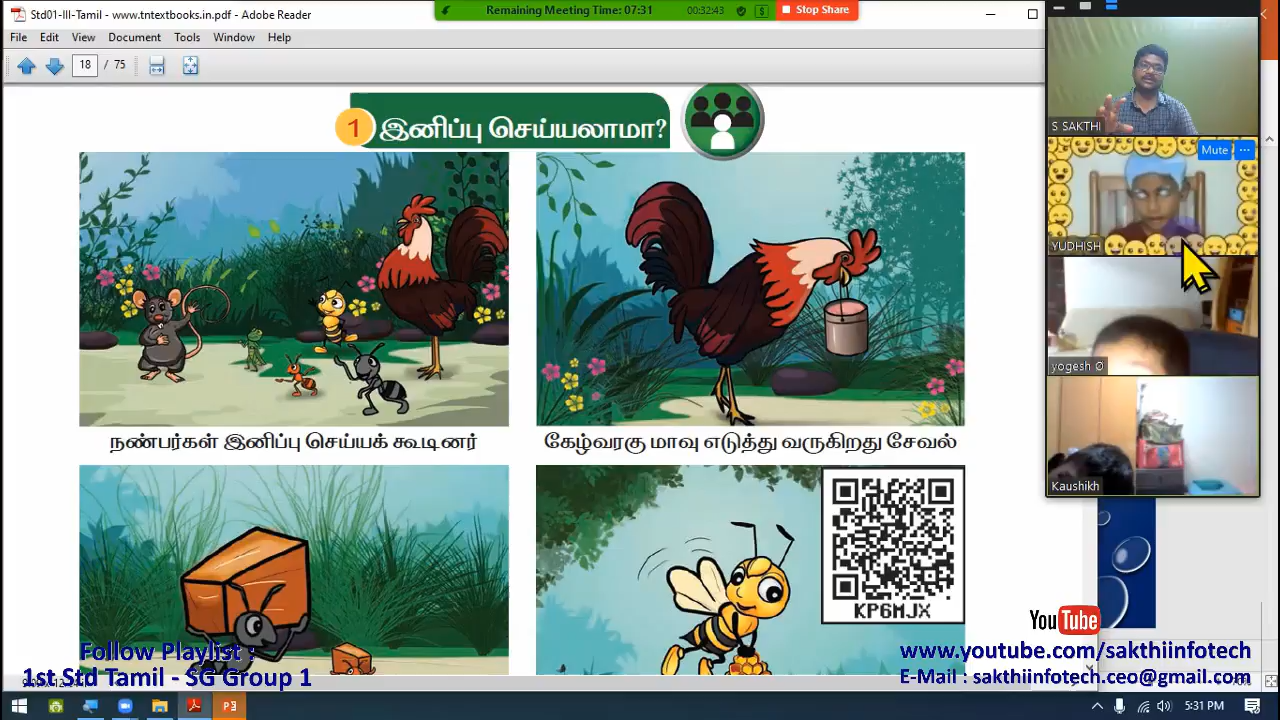 Std01-III-Tamil - www.tntextbooks.in.pdf - Adobe Reader
Remaining Meeting Time: 07:31
00:32:43
$
Stop Share
File Edit View Document Tools Window Help
18 / 75
1 இனிப்பு செய்யலாமா?
S SAKTHI
Mute ...
YUDHISH
yogesh
Kaushikh
நண்பர்கள் இனிப்பு செய்யக் கூடினர்
கேழ்வரகு மாவு எடுத்து வருகிறது சேவல்
KP6MJX
You Tube
Follow Playlist :
1st Std Tamil - SG Group 1
www.youtube.com/sakthiinfotech
E-Mail : sakthiinfotech.ceo@gmail.com
5:31 PM